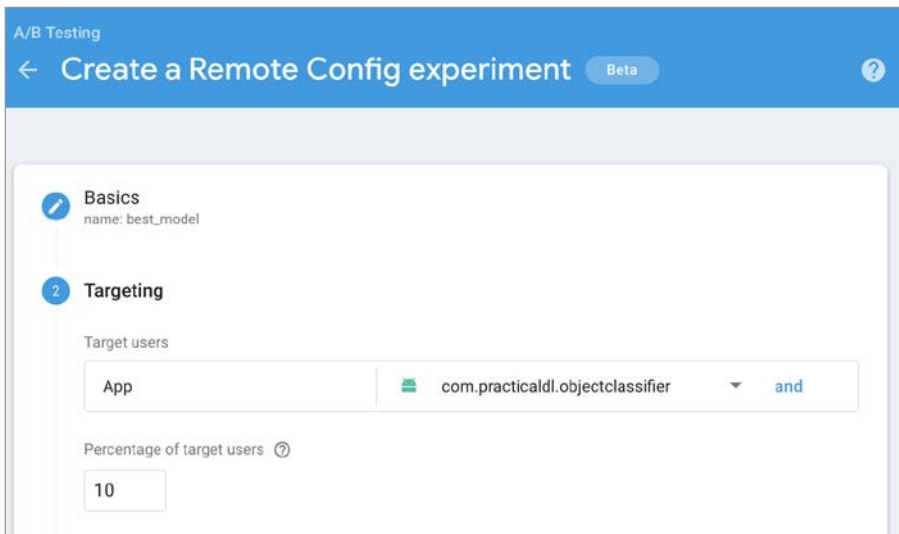 A/B Testing
← Create a Remote Config experiment Beta ?
Basics
name: best_model
2 Targeting
Target users
App com.practicaldl.objectclassifier and
Percentage of target users ?
10